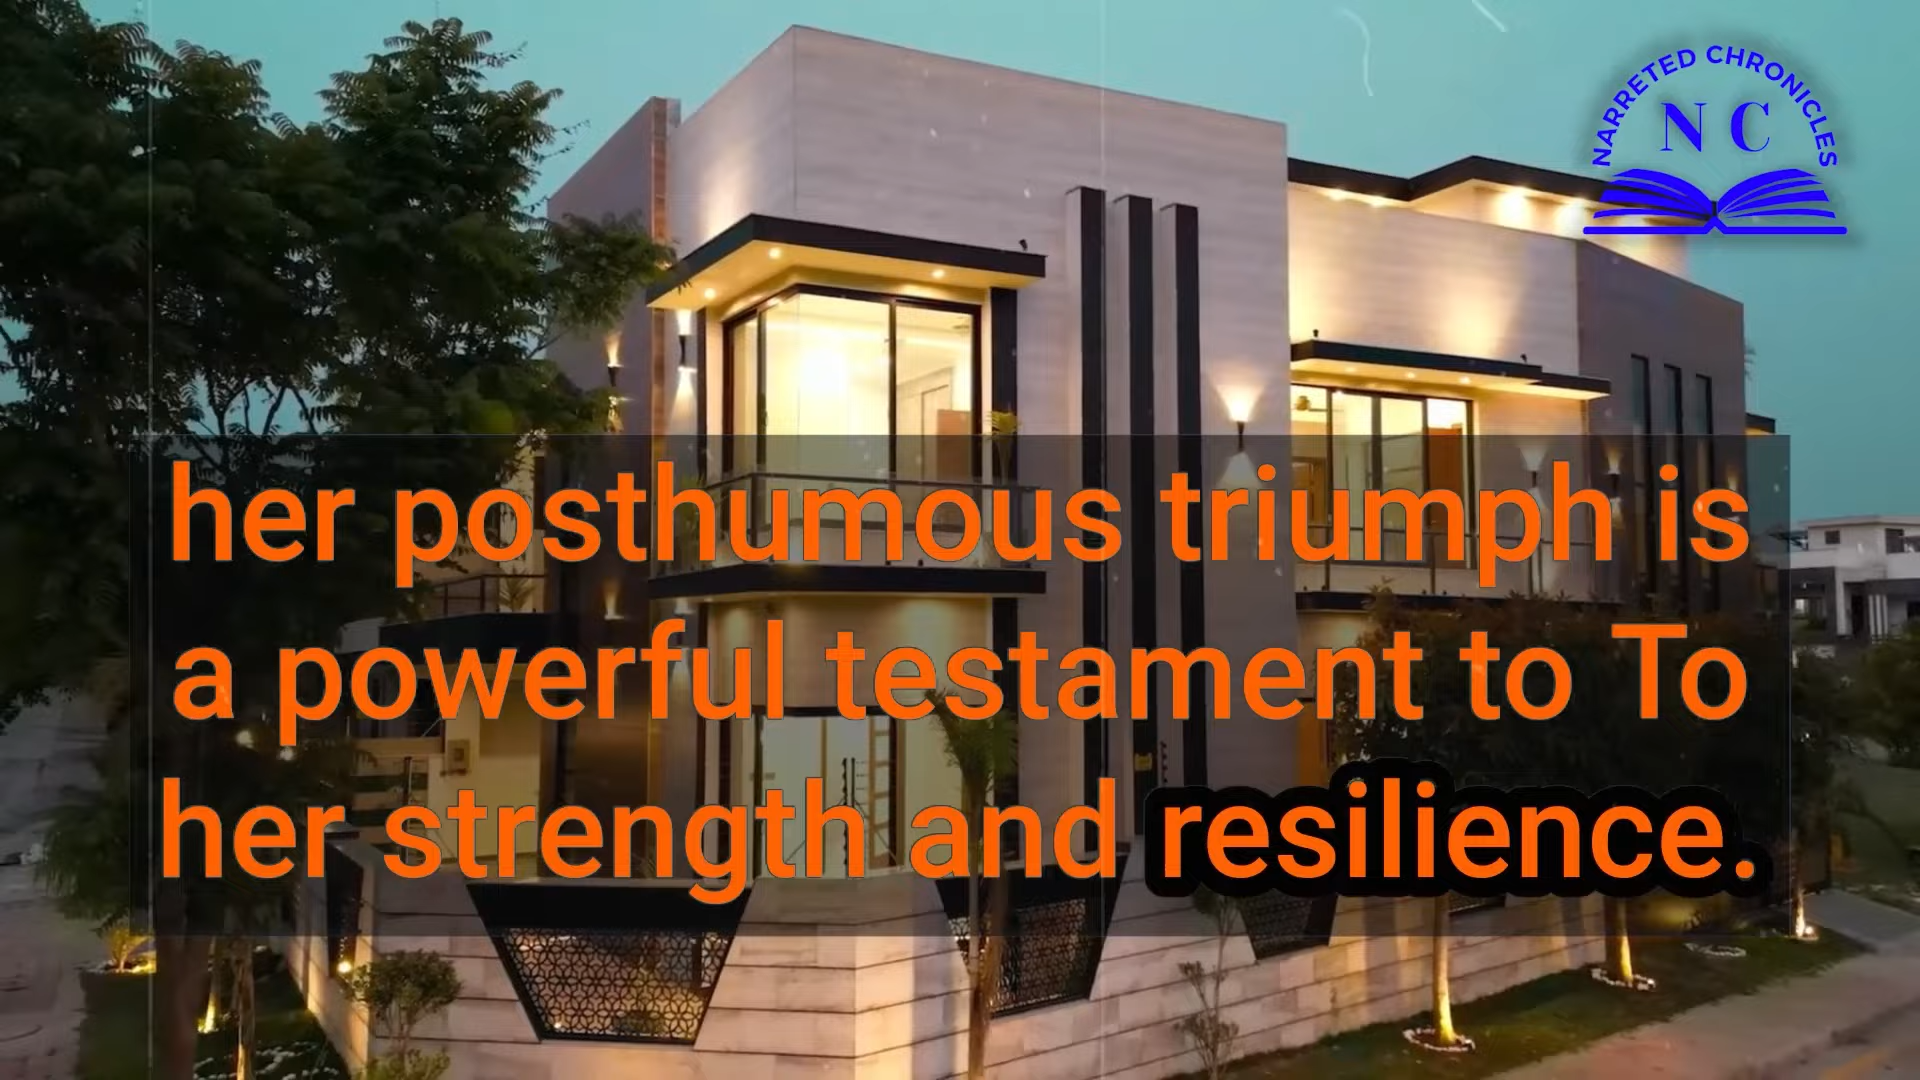 NARRETED CHRONICLES
N C
her posthumous triumph is
a powerful testament to To
her strength and resilience.